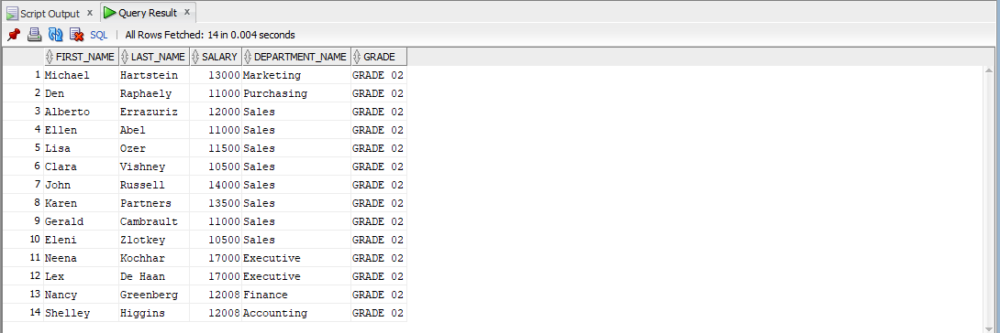 Script Output x Query Result x
SQL | All Rows Fetched: 14 in 0.004 seconds
FIRST_NAME LAST_NAME SALARY DEPARTMENT_NAME GRADE
1 Michael Hartstein 13000 Marketing GRADE 02
2 Den Raphaely 11000 Purchasing GRADE 02
3 Alberto Errazuriz 12000 Sales GRADE 02
4 Ellen Abel 11000 Sales GRADE 02
5 Lisa Ozer 11500 Sales GRADE 02
6 Clara Vishney 10500 Sales GRADE 02
7 John Russell 14000 Sales GRADE 02
8 Karen Partners 13500 Sales GRADE 02
9 Gerald Cambrault 11000 Sales GRADE 02
10 Eleni Zlotkey 10500 Sales GRADE 02
11 Neena Kochhar 17000 Executive GRADE 02
12 Lex De Haan 17000 Executive GRADE 02
13 Nancy Greenberg 12008 Finance GRADE 02
14 Shelley Higgins 12008 Accounting GRADE 02